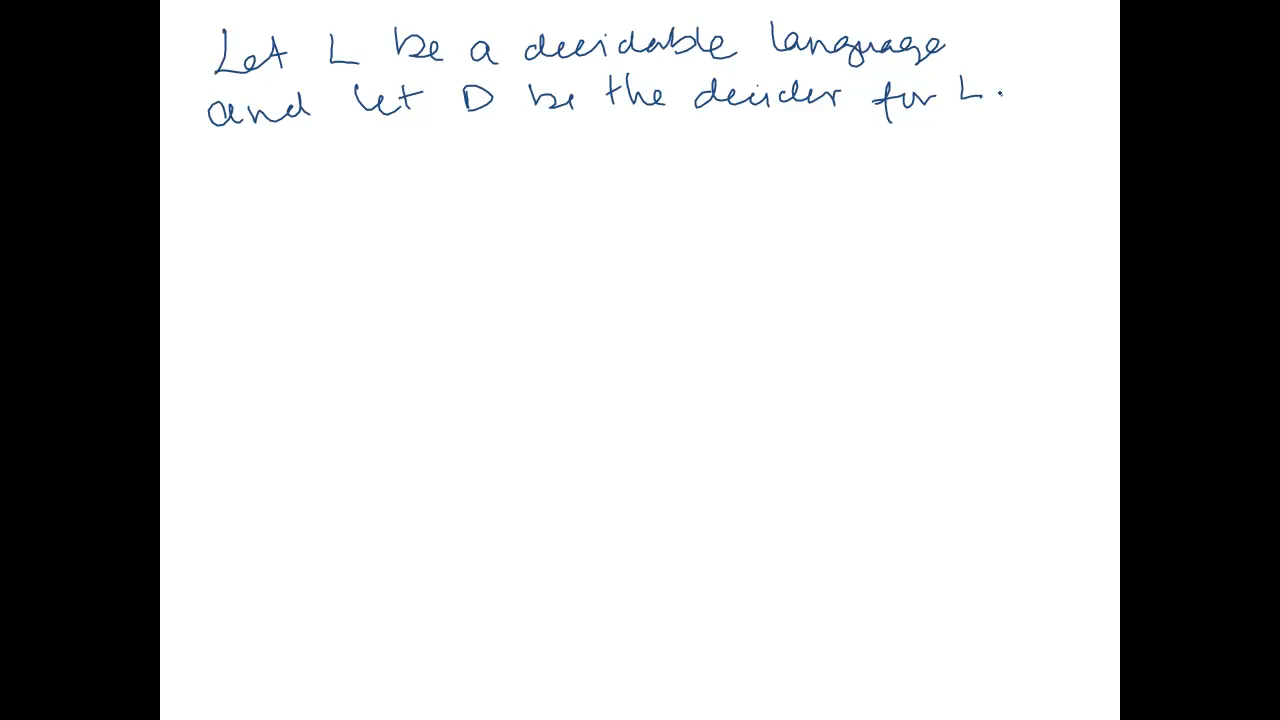 Let L be a decidable language
and let D be the decider for L.